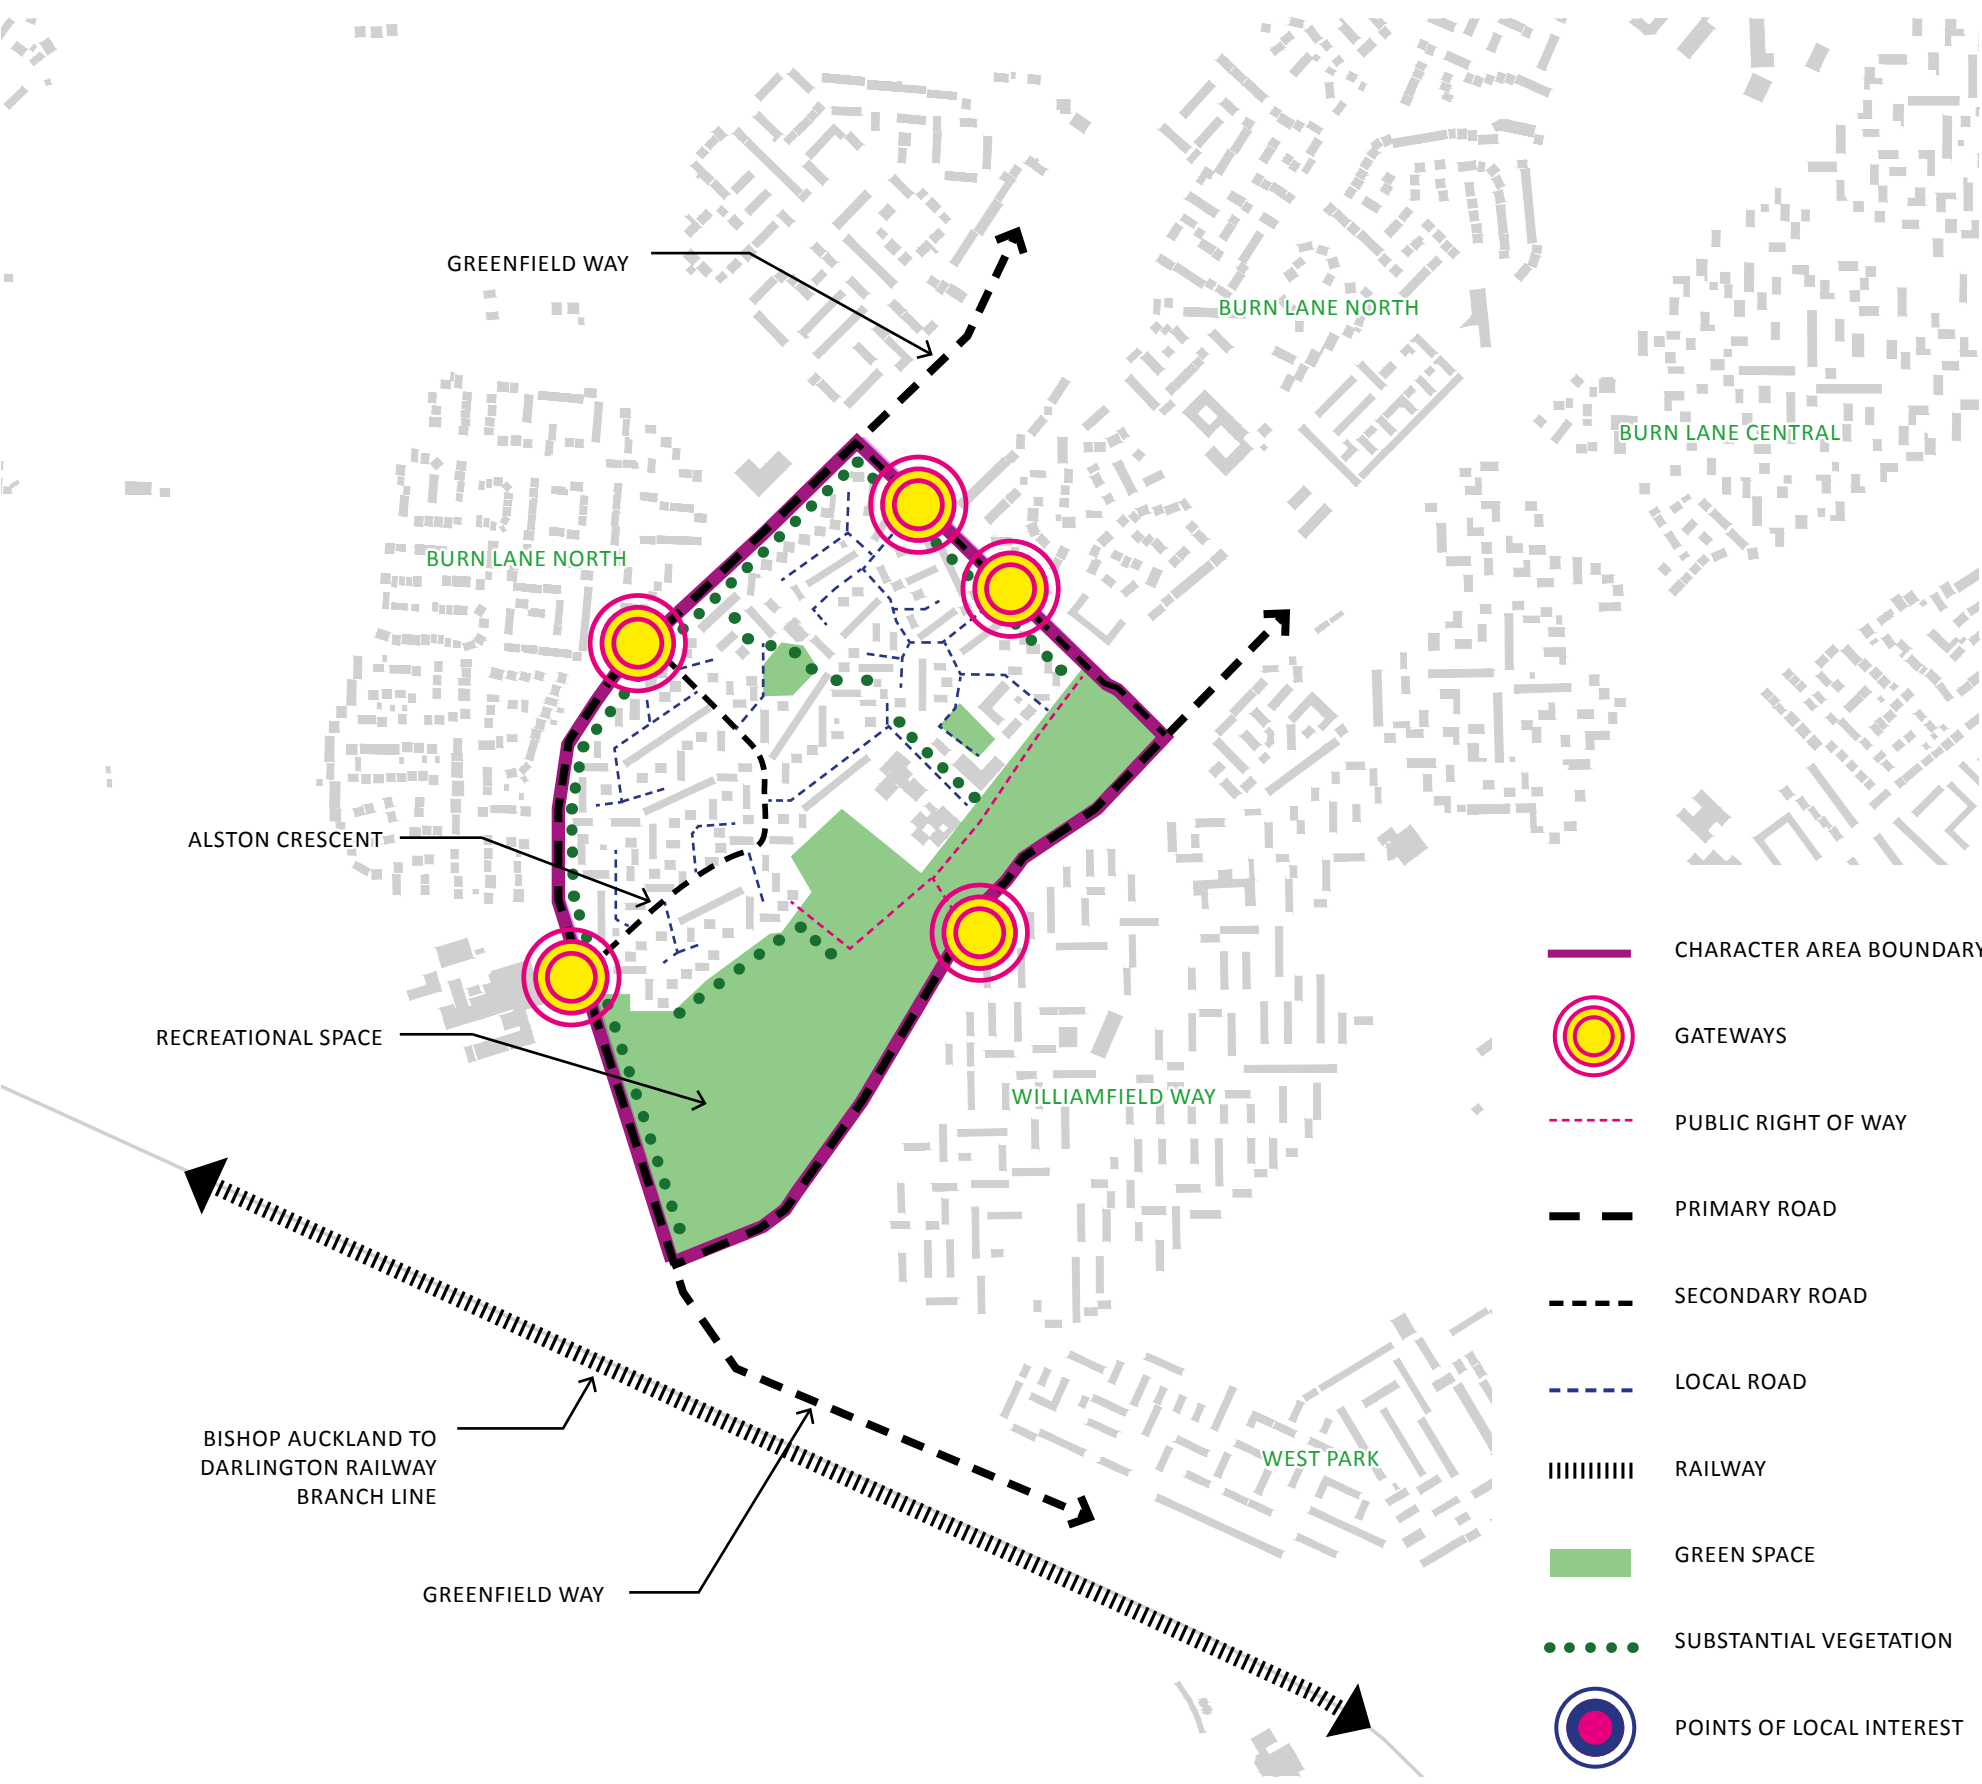 GREENFIELD WAY
BURN LANE NORTH
BURN LANE CENTRAL
BURN LANE NORTH
ALSTON CRESCENT
RECREATIONAL SPACE
WILLIAMFIELD WAY
BISHOP AUCKLAND TO
DARLINGTON RAILWAY
BRANCH LINE
WEST PARK
GREENFIELD WAY
CHARACTER AREA BOUNDARY
GATEWAYS
PUBLIC RIGHT OF WAY
PRIMARY ROAD
SECONDARY ROAD
LOCAL ROAD
RAILWAY
GREEN SPACE
SUBSTANTIAL VEGETATION
POINTS OF LOCAL INTEREST